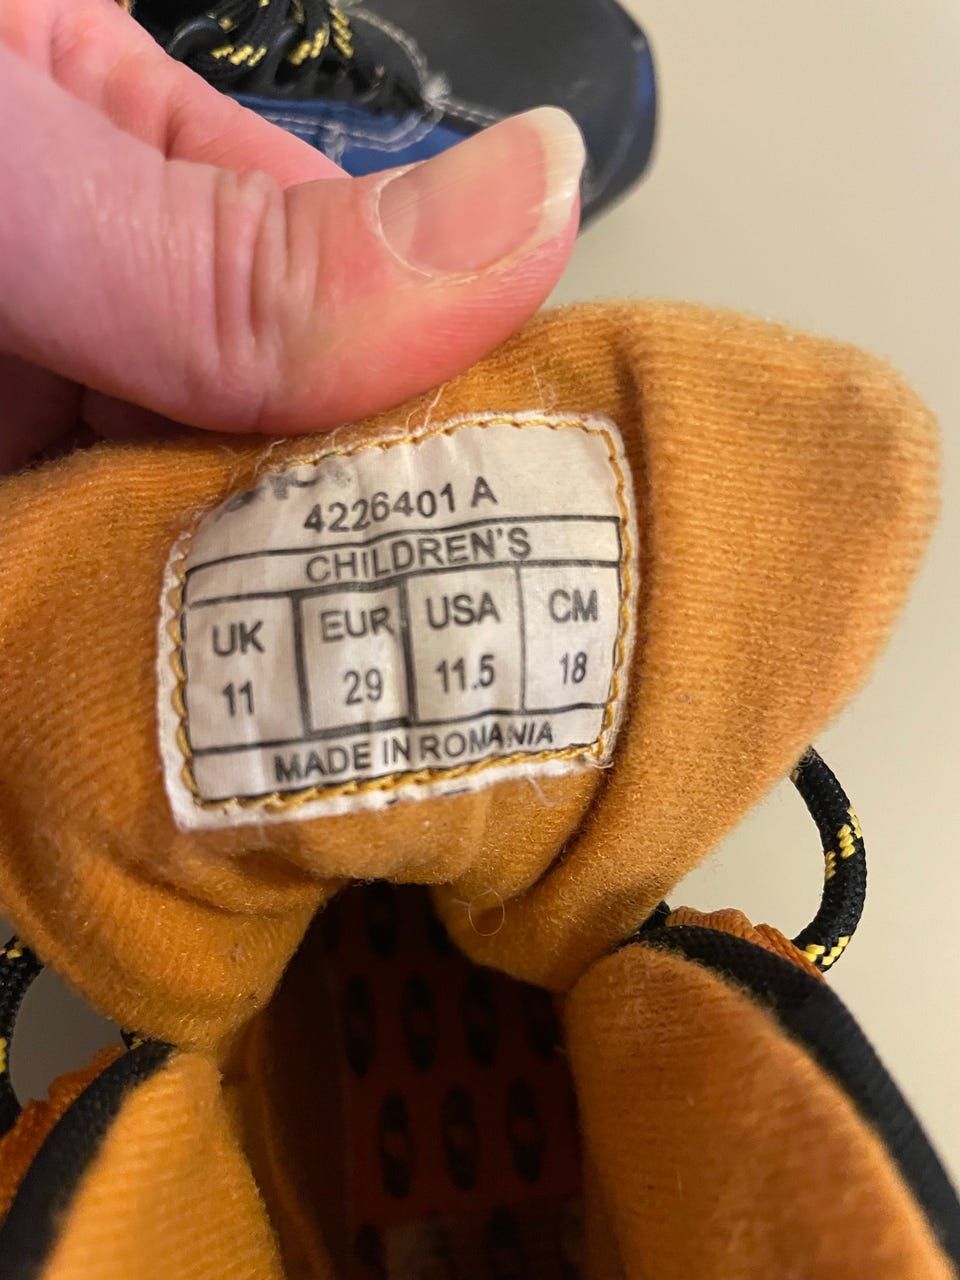 4226401 A
CHILDREN'S
UK EUR USA CM
11 29 11.5 18
MADE IN ROMANIA